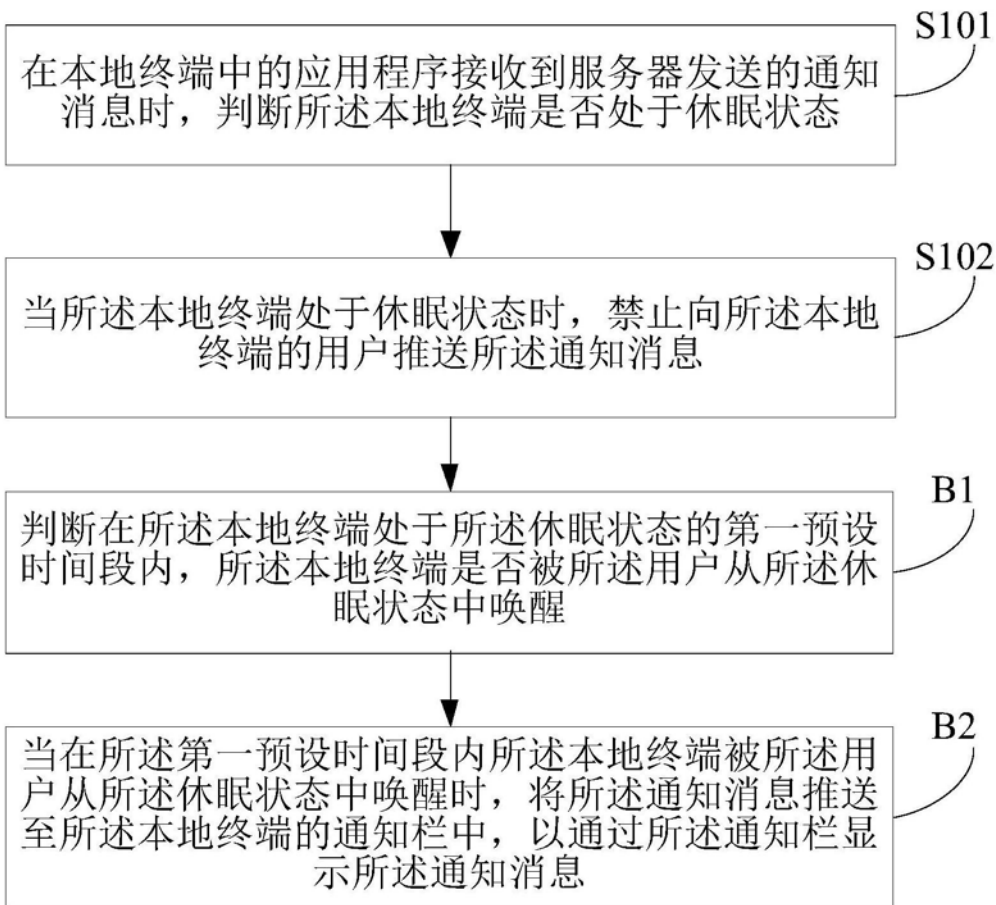 S101
在本地终端中的应用程序接收到服务器发送的通知
消息时，判断所述本地终端是否处于休眠状态
S102
当所述本地终端处于休眠状态时，禁止向所述本地
终端的用户推送所述通知消息
B1
判断在所述本地终端处于所述休眠状态的第一预设
时间段内，所述本地终端是否被所述用户从所述休
眠状态中唤醒
B2
当在所述第一预设时间段内所述本地终端被所述用
户从所述休眠状态中唤醒时，将所述通知消息推送
至所述本地终端的通知栏中，以通过所述通知栏显
示所述通知消息